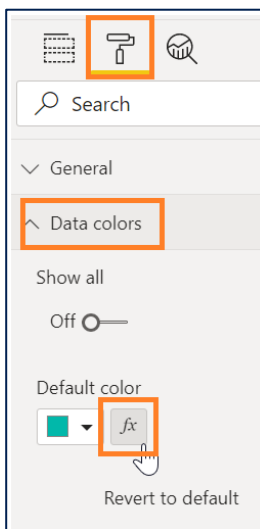 Search
General
Data colors
Show all
Off
Default color
fx
Revert to default